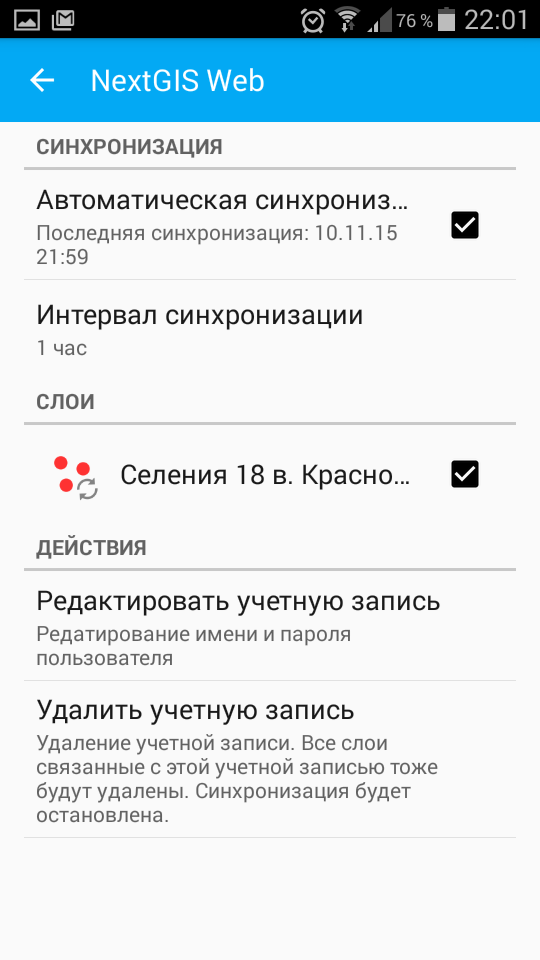 76 % 22:01
NextGIS Web
СИНХРОНИЗАЦИЯ
Автоматическая синхрониз...
Последняя синхронизация: 10.11.15
21:59
Интервал синхронизации
1 час
СЛОИ
Селения 18 в. Красно...
ДЕЙСТВИЯ
Редактировать учетную запись
Редатирование имени и пароля
пользователя
Удалить учетную запись
Удаление учетной записи. Все слои
связанные с этой учетной записью тоже
будут удалены. Синхронизация будет
остановлена.